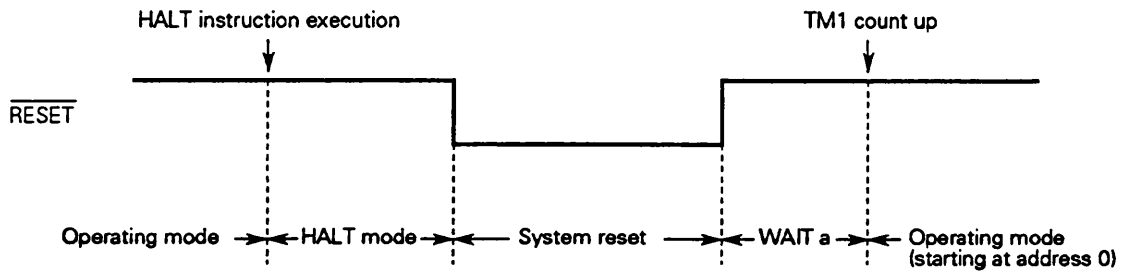 HALT instruction execution
TM1 count up
RESET
Operating mode
HALT mode
System reset
WAIT a
Operating mode
(starting at address 0)